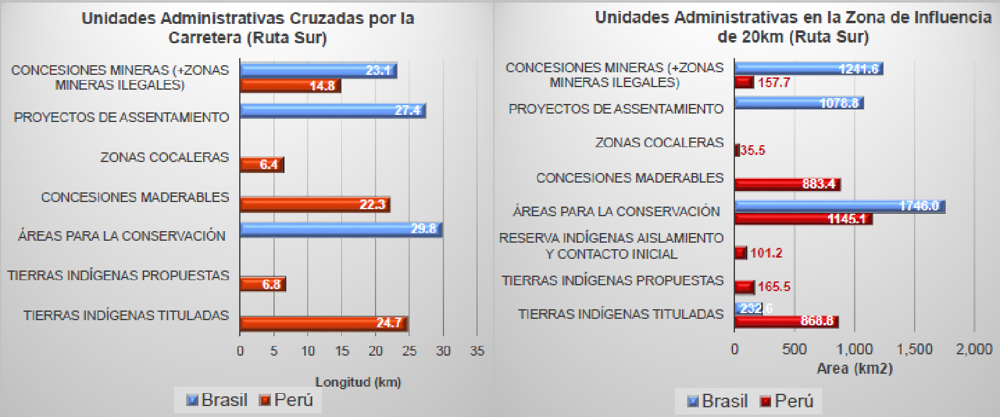 Unidades Administrativas Cruzadas por la
Carretera (Ruta Sur)
CONCESIONES MINERAS (+ZONAS
MINERAS ILEGALES)
23.1
14.8
PROYECTOS DE ASSENTAMIENTO
27.4
ZONAS COCALERAS
6.4
CONCESIONES MADERABLES
22.3
ÁREAS PARA LA CONSERVACIÓN
29.8
TIERRAS INDÍGENAS PROPUESTAS
6.8
TIERRAS INDÍGENAS TITULADAS
24.7
0 5 10 15 20 25 30 35
Longitud (km)
Brasil Perú
Unidades Administrativas en la Zona de Influencia
de 20km (Ruta Sur)
CONCESIONES MINERAS (+ZONAS
MINERAS ILEGALES)
1241.6
157.7
PROYECTOS DE ASSENTAMIENTO
1078.8
ZONAS COCALERAS
35.5
CONCESIONES MADERABLES
883.4
ÁREAS PARA LA CONSERVACIÓN
1746.0
1145.1
RESERVA INDÍGENAS AISLAMIENTO
Y CONTACTO INICIAL
101.2
TIERRAS INDÍGENAS PROPUESTAS
165.5
TIERRAS INDÍGENAS TITULADAS
232.6
868.8
0 500 1,000 1,500 2,000
Area (km2)
Brasil Perú